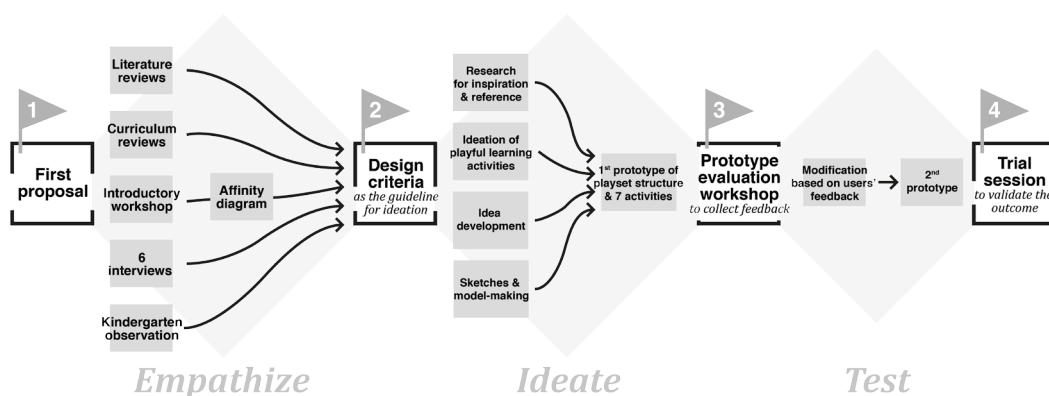 1
First
proposal
Literature
reviews
Curriculum
reviews
Introductory
workshop
Affinity
diagram
6
interviews
Kindergarten
observation
Empathize
2
Design
criteria
as the guideline
for ideation
Research
for inspiration
& reference
Ideation of
playful learning
activities
Idea
development
Sketches &
model-making
1st prototype of
playset structure
& 7 activities
Ideate
3
Prototype
evaluation
workshop
to collect feedback
Modification
based on users'
feedback
2nd
prototype
Test
4
Trial
session
to validate the
outcome